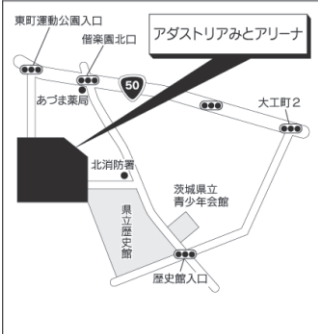 東町運動公園入口
アダストリアみとアリーナ
偕楽園北口
50
あづま薬局
大工町2
北消防署
茨城県立
青少年会館
県立歴史館
歴史館入口